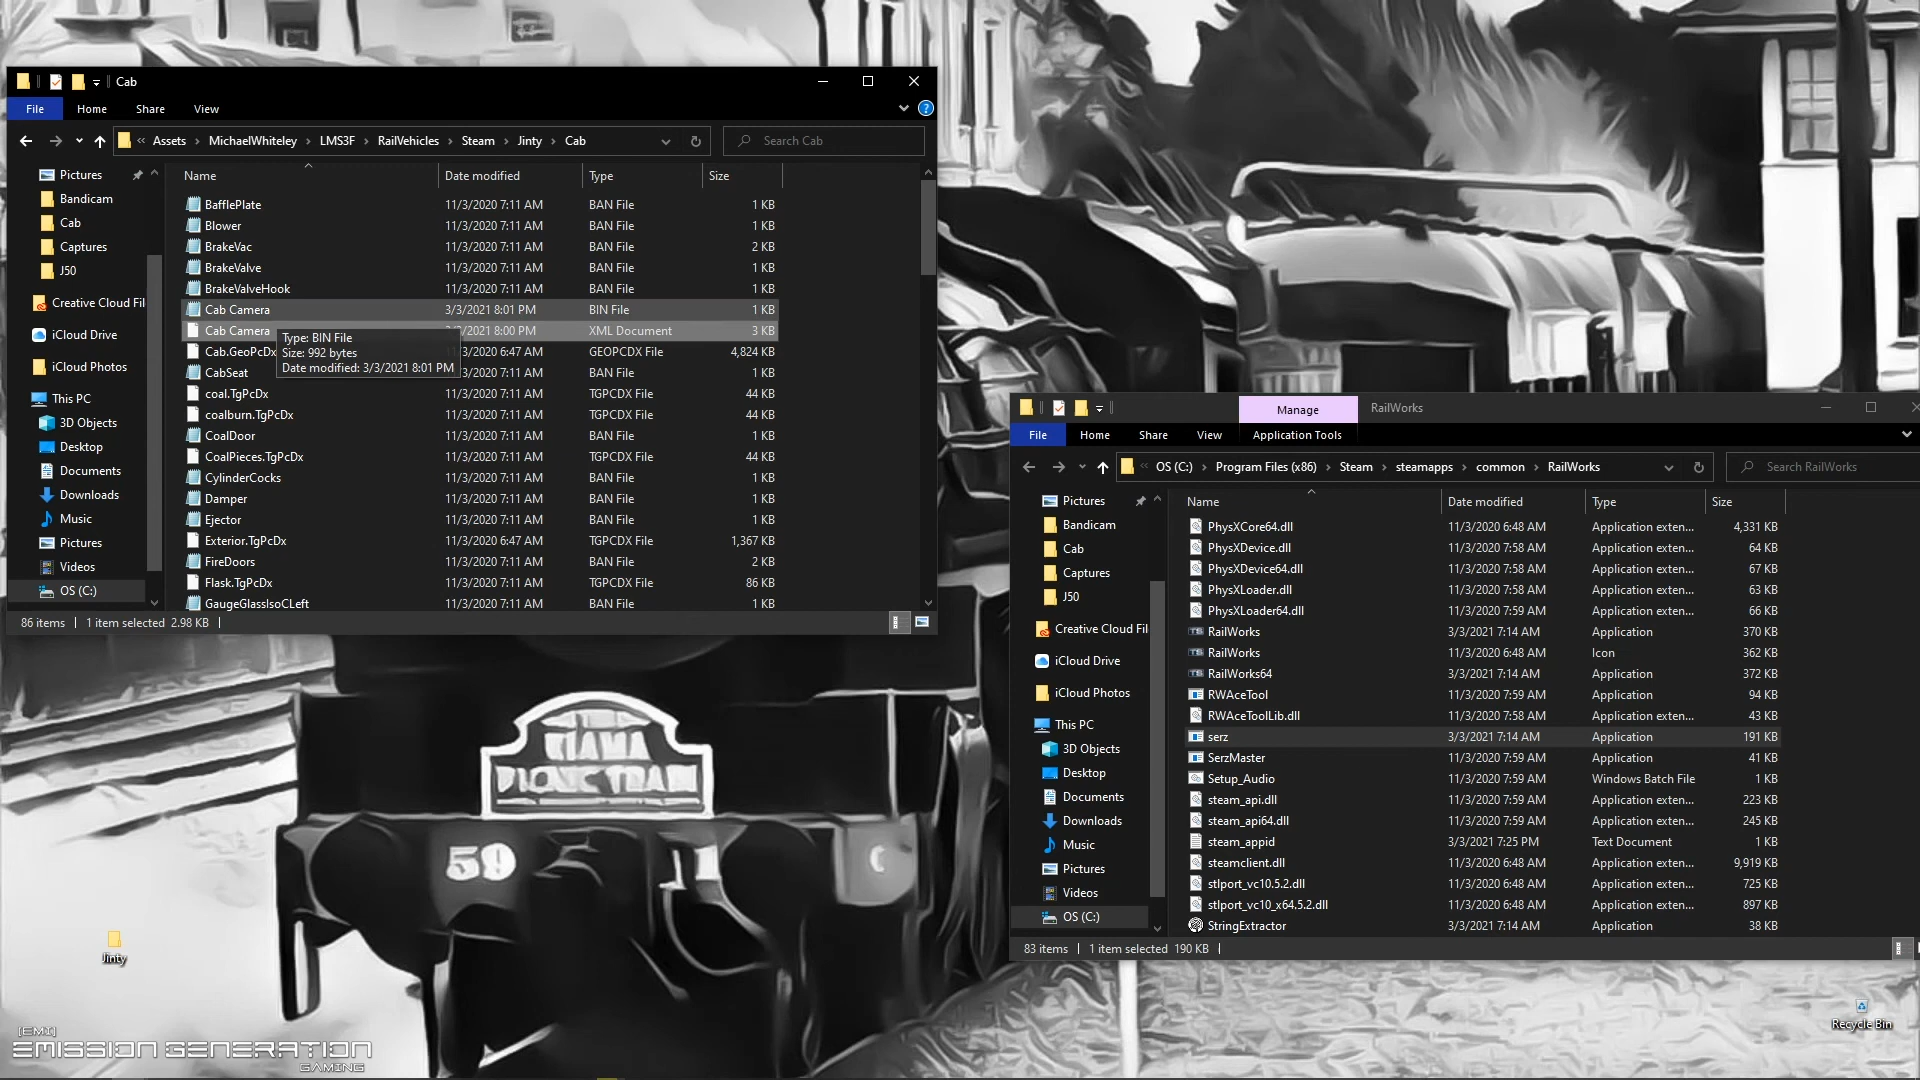 Cab
File Home Share View
Assets MichaelWhiteley LMS3F RailVehicles Steam Jinty Cab Search Cab
Pictures
Bandicam
Cab
Captures
J50
Creative Cloud Fil
iCloud Drive
iCloud Photos
This PC
3D Objects
Desktop
Documents
Downloads
Music
Pictures
Videos
OS (C:)
Name Date modified Type Size
BafflePlate 11/3/2020 7:11 AM BAN File 1 KB
Blower 11/3/2020 7:11 AM BAN File 1 KB
BrakeVac 11/3/2020 7:11 AM BAN File 2 KB
BrakeValve 11/3/2020 7:11 AM BAN File 1 KB
BrakeValveHook 11/3/2020 7:11 AM BAN File 1 KB
Cab Camera 3/3/2021 8:01 PM BIN File 1 KB
Cab Camera /2021 8:00 PM XML Document 3 KB
Cab.GeoPcDx /2020 6:47 AM GEOPCDX File 4,824 KB
CabSeat /2020 7:11 AM BAN File 1 KB
Type: BIN File
Size: 992 bytes
Date modified: 3/3/2021 8:01 PM
coal.TgPcDx 11/3/2020 7:11 AM TGPCDX File 44 KB
coalburn.TgPcDx 11/3/2020 7:11 AM TGPCDX File 44 KB
CoalDoor 11/3/2020 7:11 AM BAN File 1 KB
CoalPieces.TgPcDx 11/3/2020 7:11 AM TGPCDX File 44 KB
CylinderCocks 11/3/2020 7:11 AM BAN File 1 KB
Damper 11/3/2020 7:11 AM BAN File 1 KB
Ejector 11/3/2020 7:11 AM BAN File 1 KB
Exterior.TgPcDx 11/3/2020 6:47 AM TGPCDX File 1,367 KB
FireDoors 11/3/2020 7:11 AM BAN File 2 KB
Flask.TgPcDx 11/3/2020 7:11 AM TGPCDX File 86 KB
GaugeGlassIsoCLeft 11/3/2020 7:11 AM BAN File 1 KB
86 items 1 item selected 2.98 KB
Manage RailWorks
File Home Share View Application Tools
OS (C:) Program Files (x86) Steam steamapps common RailWorks Search RailWorks
Pictures
Bandicam
Cab
Captures
J50
Creative Cloud Fil
iCloud Drive
iCloud Photos
This PC
3D Objects
Desktop
Documents
Downloads
Music
Pictures
Videos
OS (C:)
Name Date modified Type Size
PhysXCore64.dll 11/3/2020 6:48 AM Application exten... 4,331 KB
PhysXDevice.dll 11/3/2020 7:58 AM Application exten... 64 KB
PhysXDevice64.dll 11/3/2020 7:58 AM Application exten... 67 KB
PhysXLoader.dll 11/3/2020 7:58 AM Application exten... 63 KB
PhysXLoader64.dll 11/3/2020 7:59 AM Application exten... 66 KB
RailWorks 3/3/2021 7:14 AM Application 370 KB
RailWorks 11/3/2020 6:48 AM Icon 362 KB
RailWorks64 3/3/2021 7:14 AM Application 372 KB
RWAceTool 11/3/2020 7:59 AM Application exten... 94 KB
RWAceToolLib.dll 11/3/2020 7:58 AM Application exten... 43 KB
serz 3/3/2021 7:14 AM Application 191 KB
SerzMaster 11/3/2020 7:59 AM Application 41 KB
Setup_Audio 11/3/2020 7:59 AM Windows Batch File 1 KB
steam_api.dll 11/3/2020 7:59 AM Application exten... 223 KB
steam_api64.dll 11/3/2020 7:59 AM Application exten... 245 KB
steam_appid 3/3/2021 7:25 PM Text Document 1 KB
steamclient.dll 11/3/2020 6:48 AM Application exten... 9,919 KB
stlport_vc10.5.2.dll 11/3/2020 6:48 AM Application exten... 725 KB
stlport_vc10_x64.5.2.dll 11/3/2020 6:48 AM Application exten... 897 KB
StringExtractor 3/3/2021 7:14 AM Application 38 KB
83 items 1 item selected 190 KB
59
Jinty
Recycle Bin
[EMI]
EMISSION GENERATION
GAMING